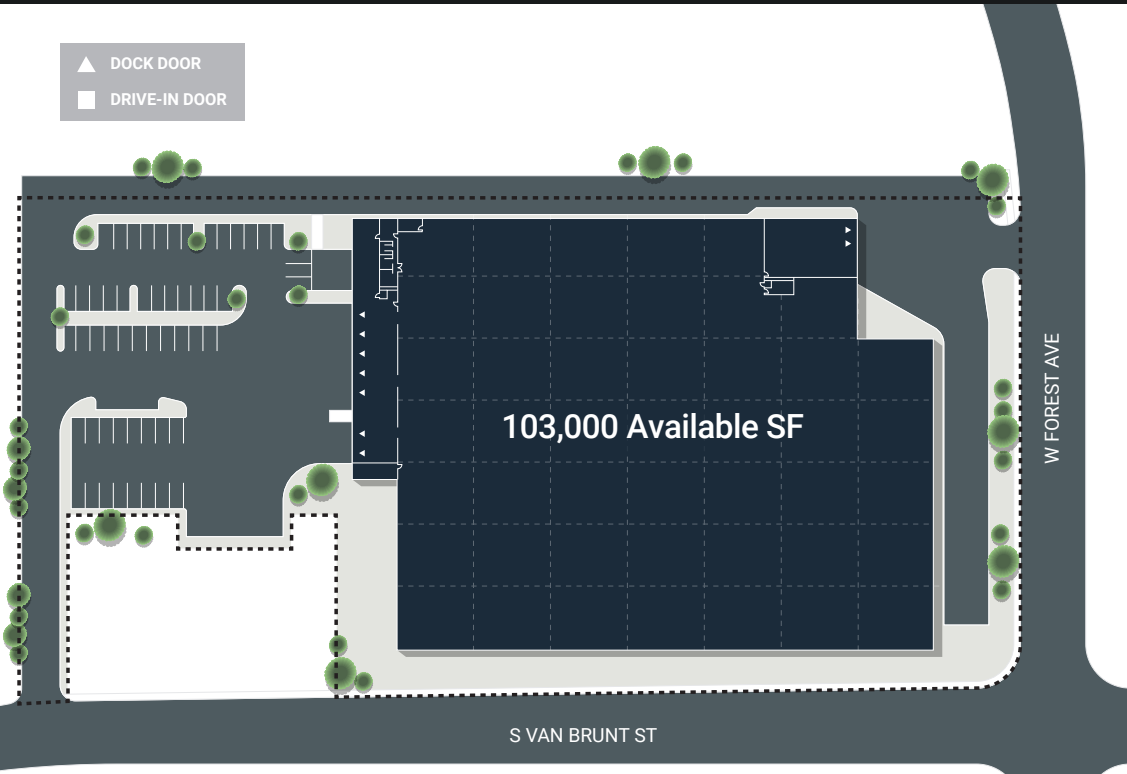 DOCK DOOR
DRIVE-IN DOOR
W FOREST AVE
103,000 Available SF
S VAN BRUNT ST